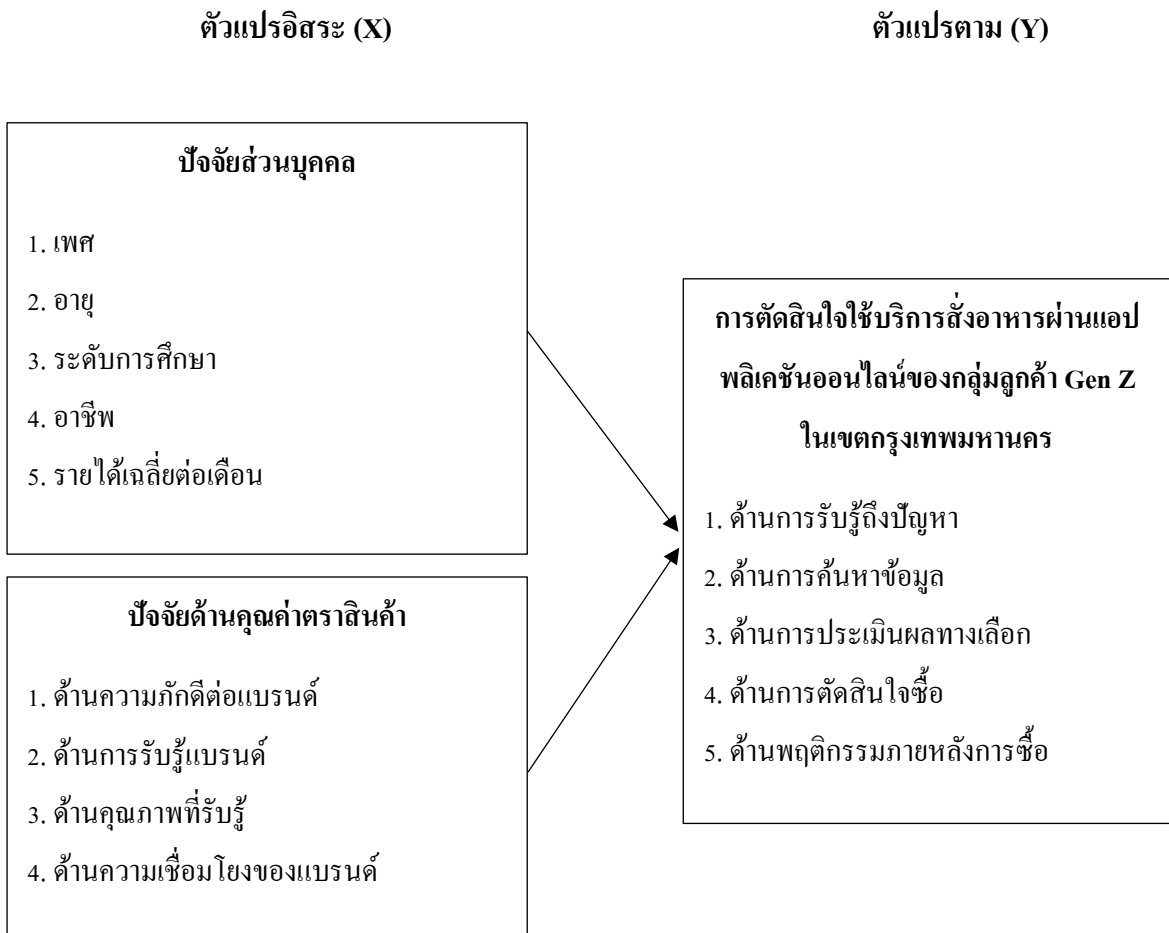 ตัวแปรอิสระ (X)
ตัวแปรตาม (Y)
ปัจจัยส่วนบุคคล
1. เพศ
2. อายุ
3. ระดับการศึกษา
4. อาชีพ
5. รายได้เฉลี่ยต่อเดือน
ปัจจัยด้านคุณค่าตราสินค้า
1. ด้านความภักดีต่อแบรนด์
2. ด้านการรับรู้แบรนด์
3. ด้านคุณภาพที่รับรู้
4. ด้านความเชื่อมโยงของแบรนด์
การตัดสินใจใช้บริการสั่งอาหารผ่านแอป
พลิเคชันออนไลน์ของกลุ่มลูกค้า Gen Z
ในเขตกรุงเทพมหานคร
1. ด้านการรับรู้ถึงปัญหา
2. ด้านการค้นหาข้อมูล
3. ด้านการประเมินผลทางเลือก
4. ด้านการตัดสินใจซื้อ
5. ด้านพฤติกรรมภายหลังการซื้อ